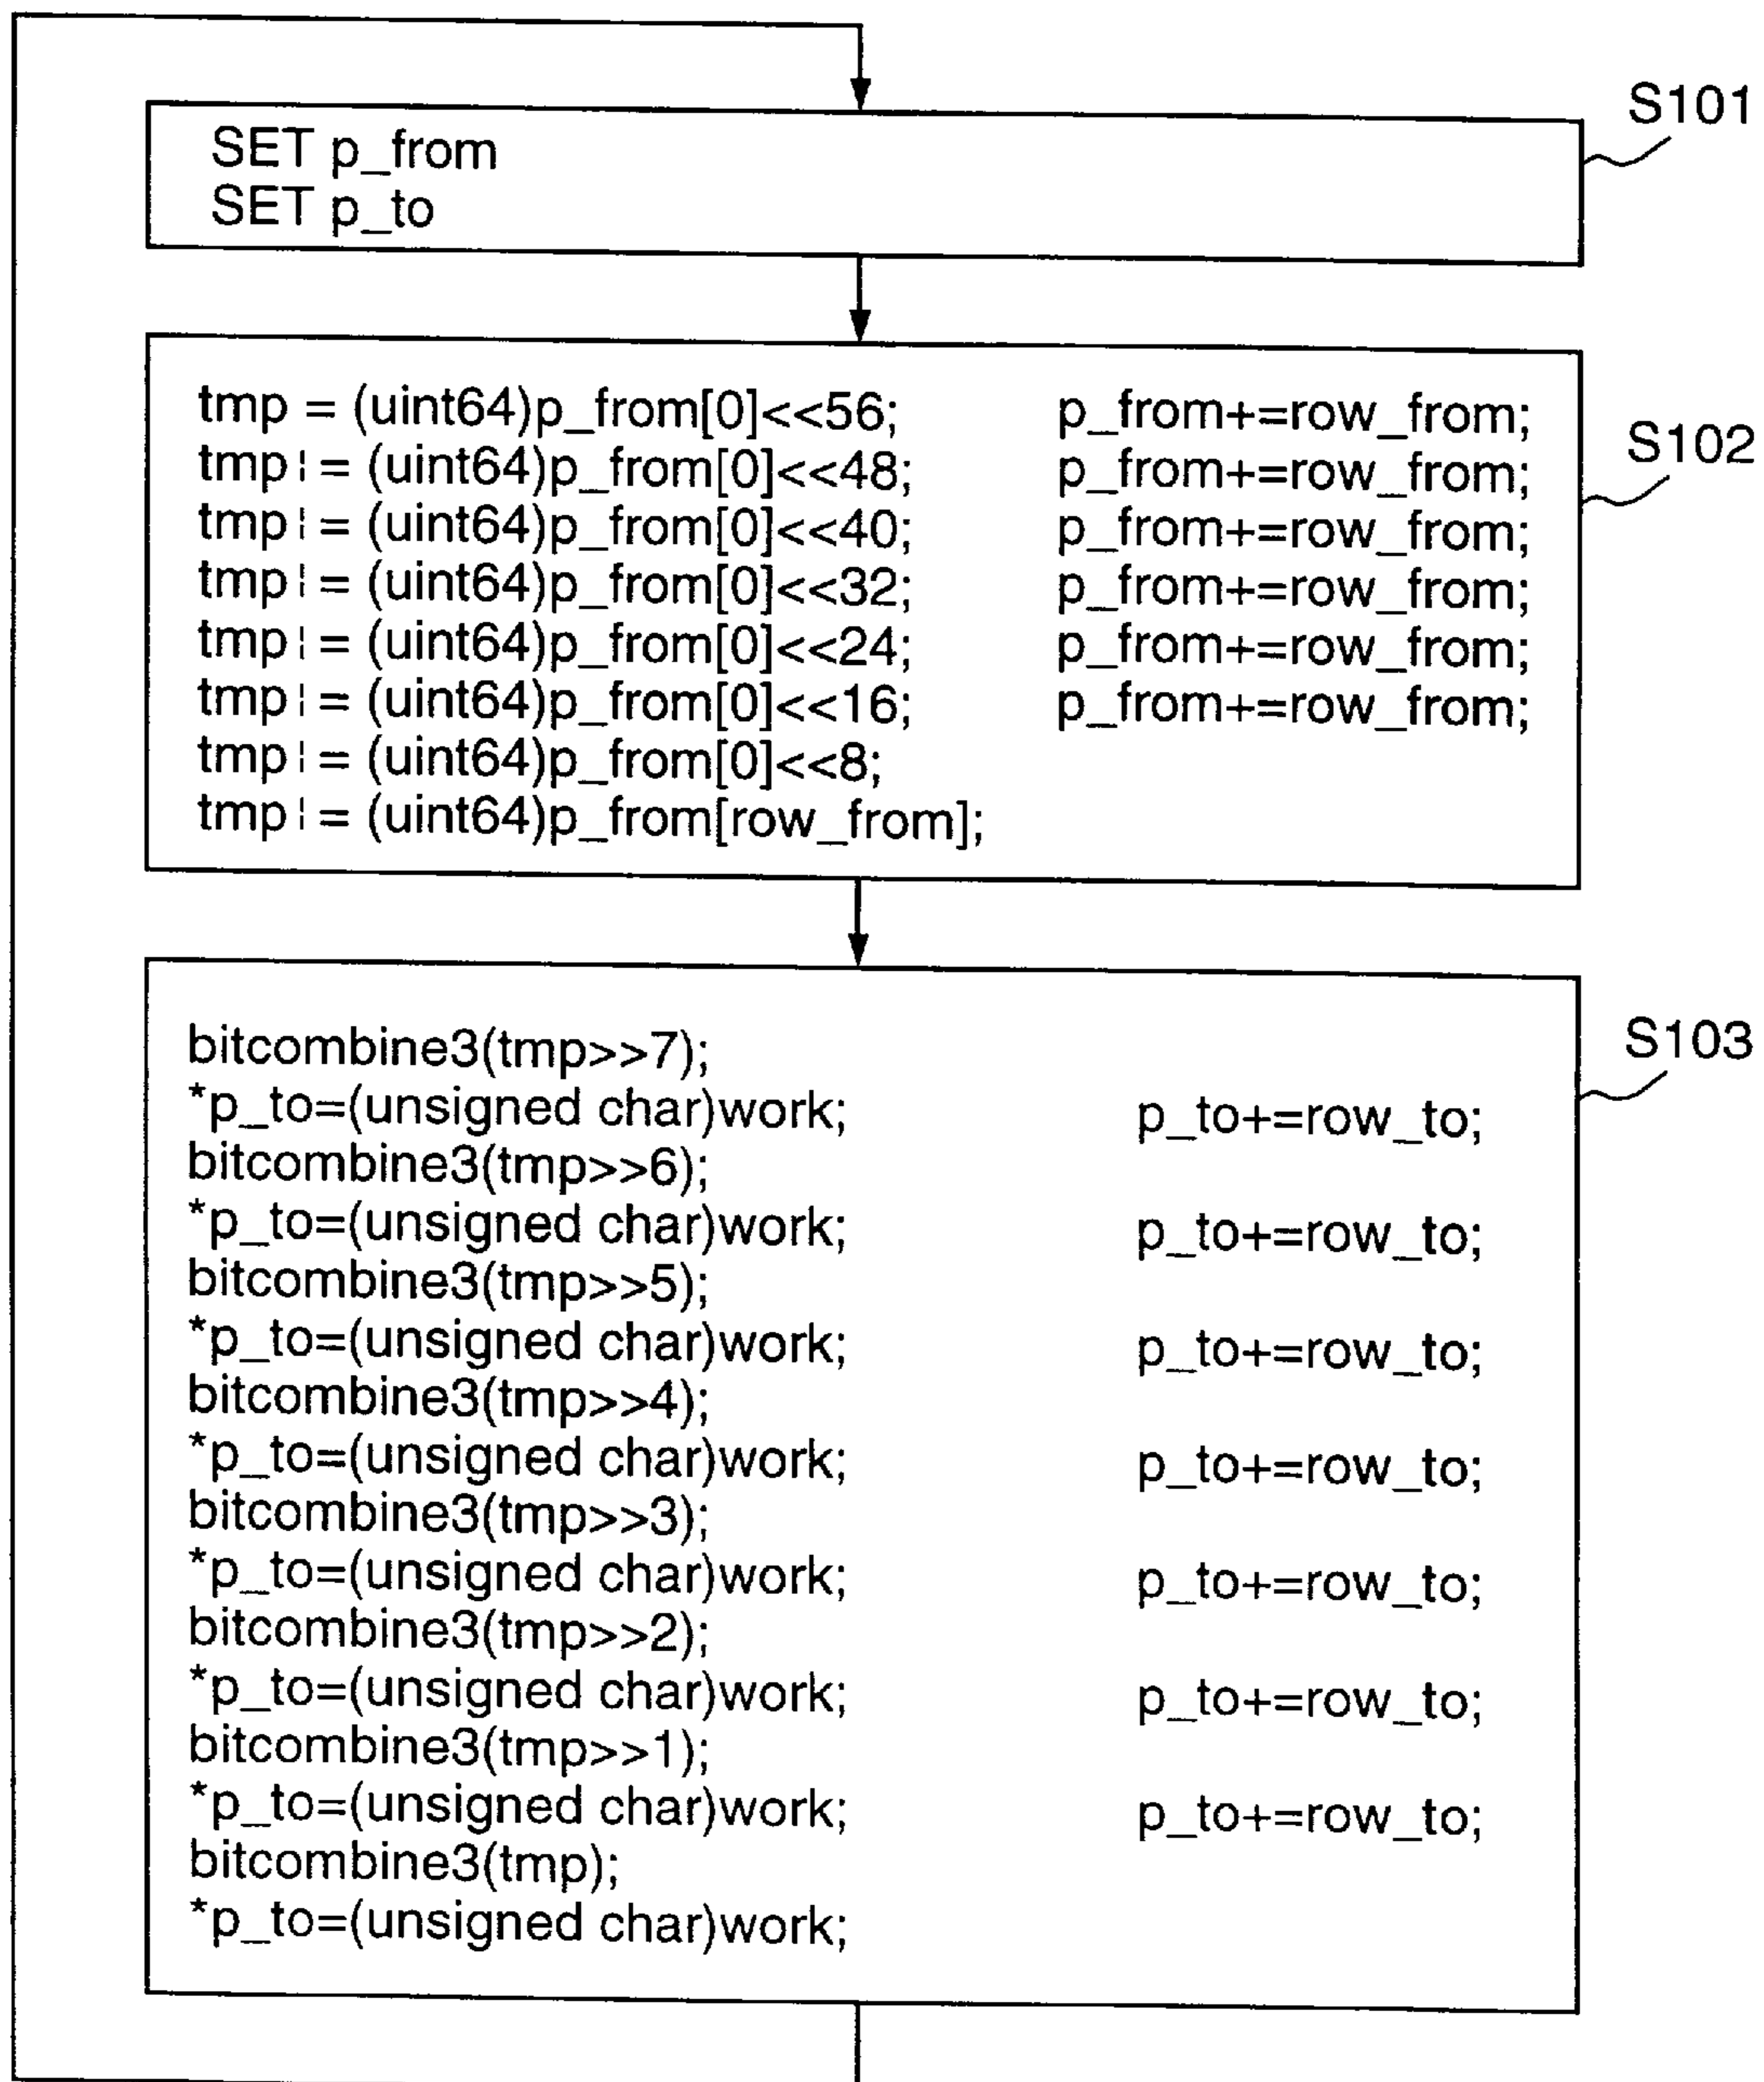 S101
SET p_from
SET p_to
S102
tmp = (uint64)p_from[0]<<56; p_from+=row_from;
tmp¦= (uint64)p_from[0]<<48; p_from+=row_from;
tmp¦= (uint64)p_from[0]<<40; p_from+=row_from;
tmp¦= (uint64)p_from[0]<<32; p_from+=row_from;
tmp¦= (uint64)p_from[0]<<24; p_from+=row_from;
tmp¦= (uint64)p_from[0]<<16; p_from+=row_from;
tmp¦= (uint64)p_from[0]<<8;
tmp¦= (uint64)p_from[row_from];
S103
bitcombine3(tmp>>7);
*p_to=(unsigned char)work; p_to+=row_to;
bitcombine3(tmp>>6);
*p_to=(unsigned char)work; p_to+=row_to;
bitcombine3(tmp>>5);
*p_to=(unsigned char)work; p_to+=row_to;
bitcombine3(tmp>>4);
*p_to=(unsigned char)work; p_to+=row_to;
bitcombine3(tmp>>3);
*p_to=(unsigned char)work; p_to+=row_to;
bitcombine3(tmp>>2);
*p_to=(unsigned char)work; p_to+=row_to;
bitcombine3(tmp>>1);
*p_to=(unsigned char)work; p_to+=row_to;
bitcombine3(tmp);
*p_to=(unsigned char)work;